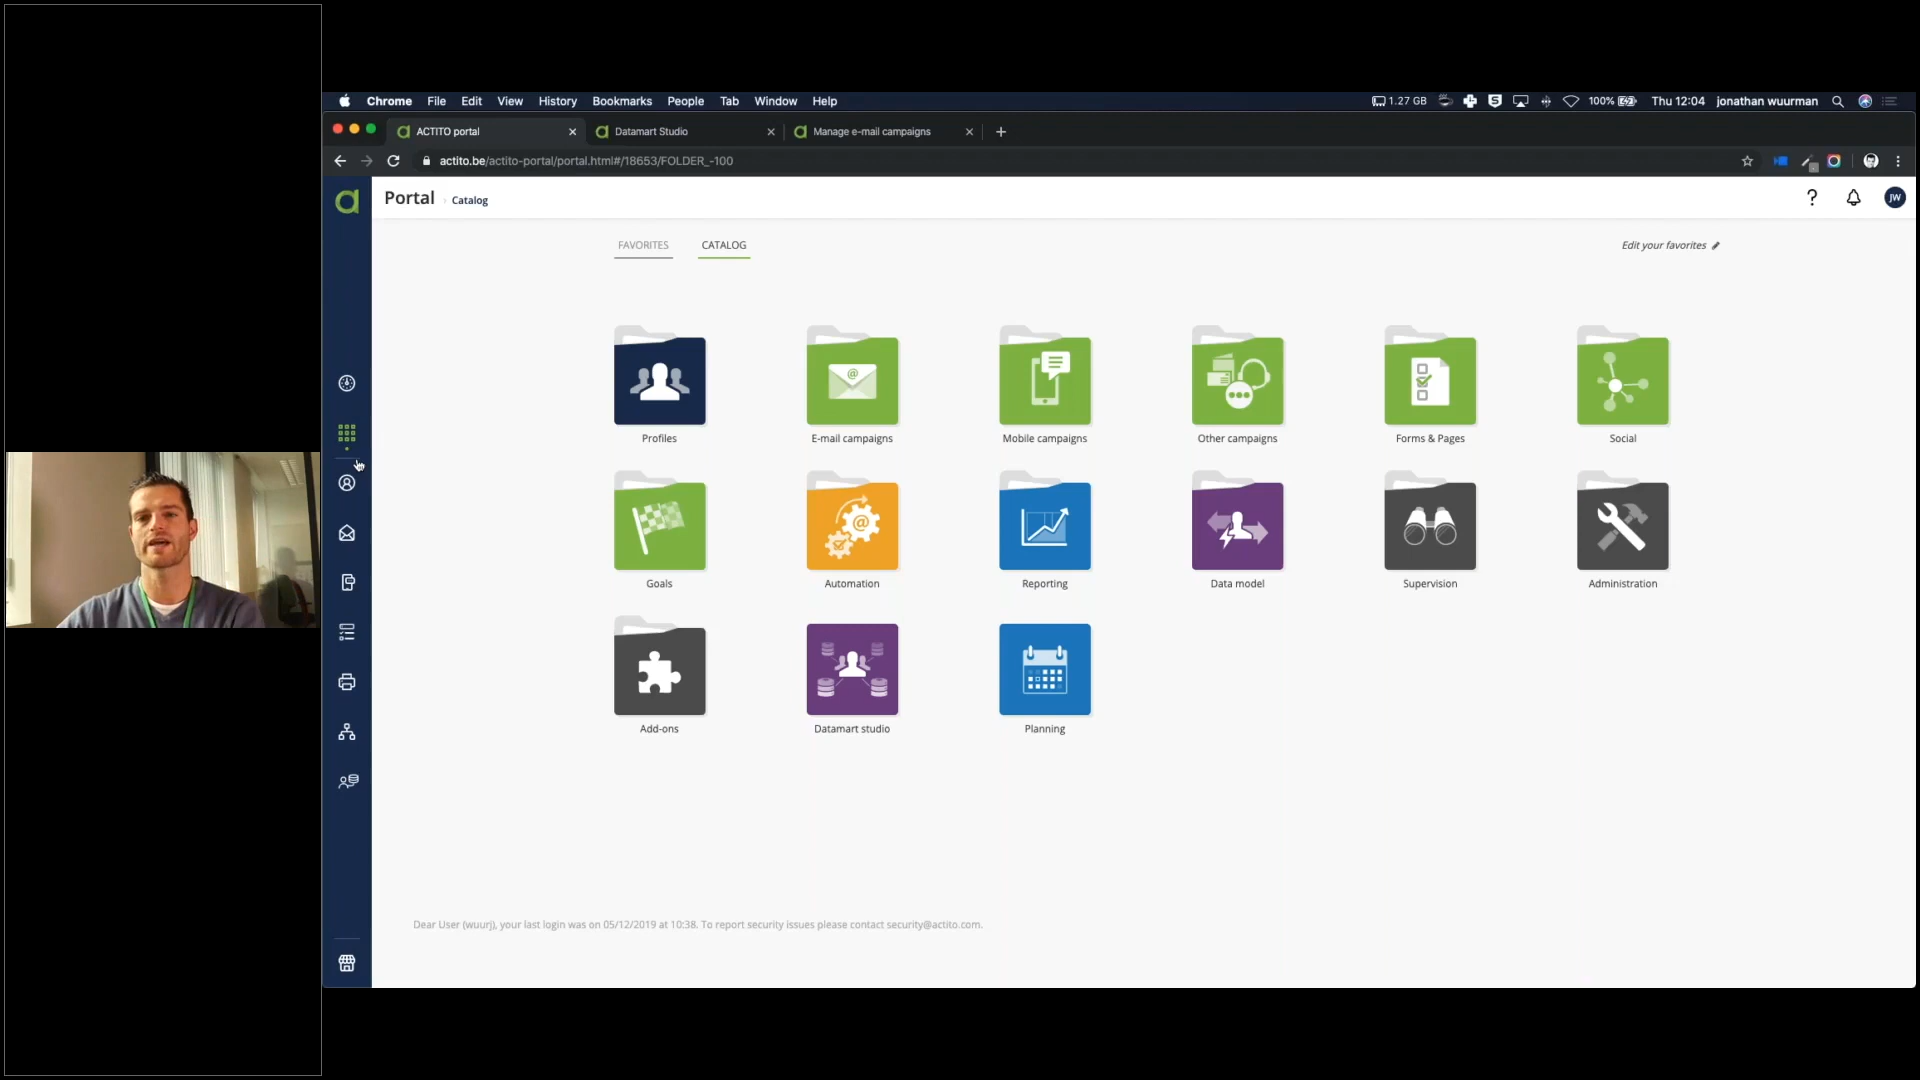 Chrome File Edit View History Bookmarks People Tab Window Help 1.27 GB 100% Thu 12:04 jonathan wuurman
ACTITO portal Datamart Studio Manage e-mail campaigns
actito.be/actito-portal/portal.html#/18653/FOLDER_-100
Portal › Catalog ? JW
FAVORITES CATALOG Edit your favorites
Profiles E-mail campaigns Mobile campaigns Other campaigns Forms & Pages Social
Goals Automation Reporting Data model Supervision Administration
Add-ons Datamart studio Planning
Dear User (wuurj), your last login was on 05/12/2019 at 10:38. To report security issues please contact security@actito.com.